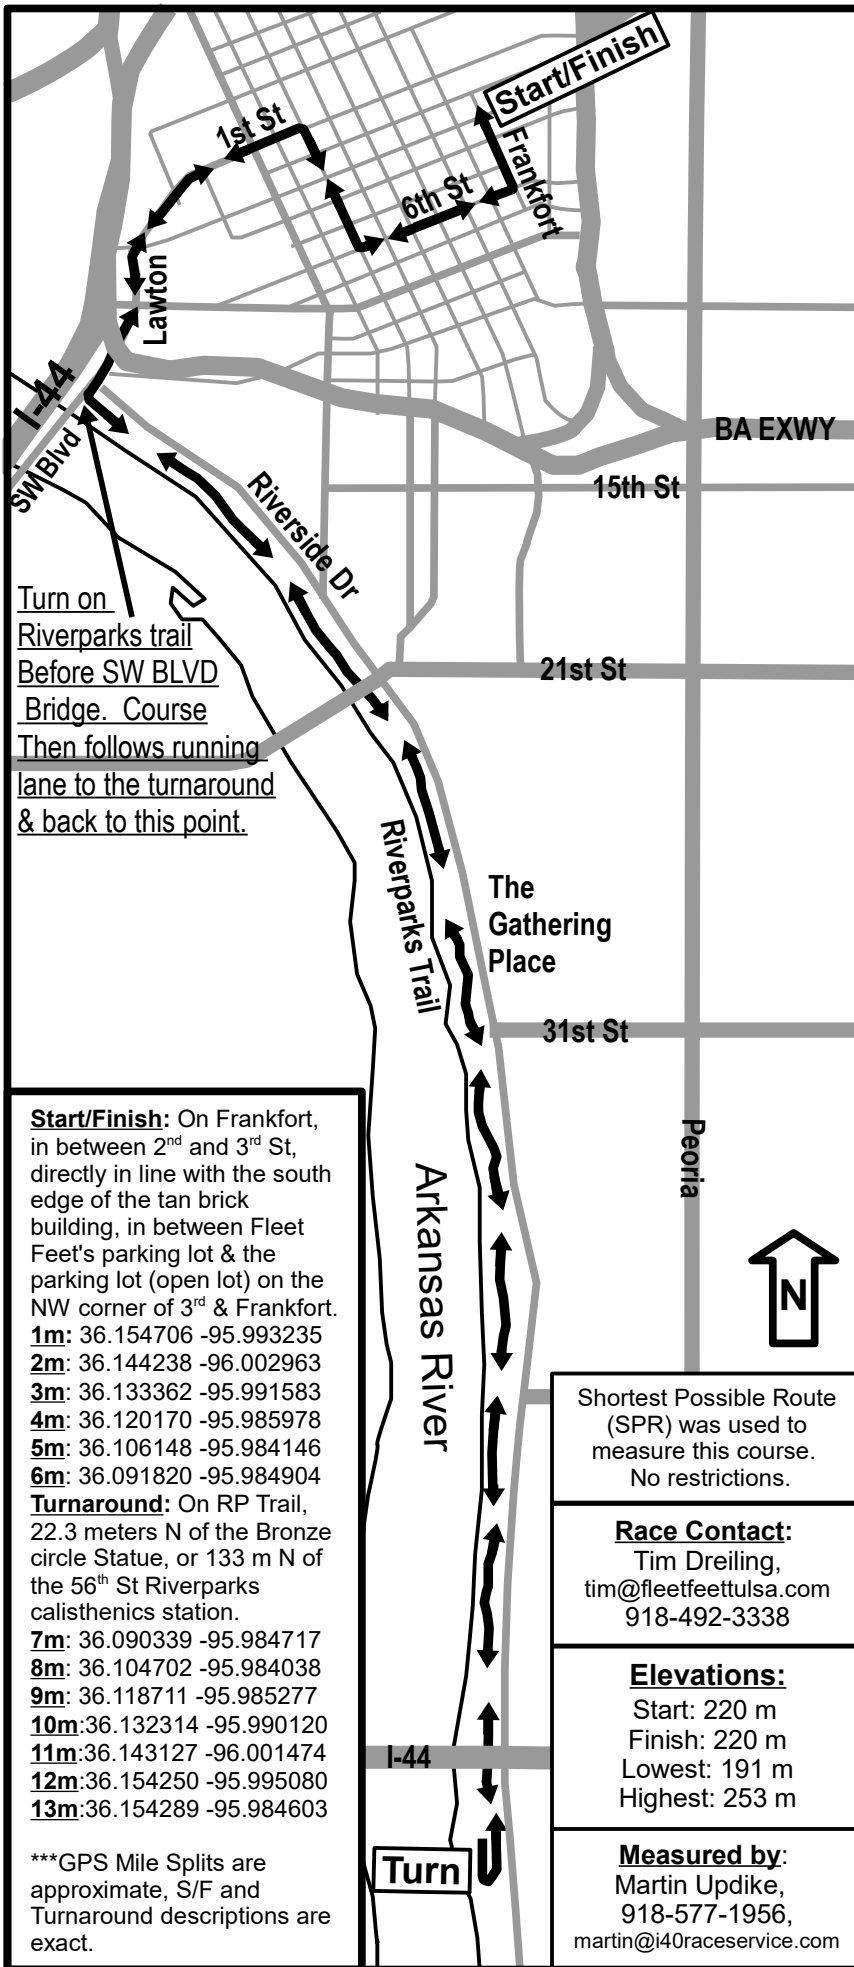 Start/Finish
1st St
6th St
Frankfort
Lawton
I-44
SW Blvd
BA EXWY
15th St
Riverside Dr
Turn on
Riverparks trail
Before SW BLVD
Bridge. Course
Then follows running
lane to the turnaround
& back to this point.
21st St
Riverparks Trail
The
Gathering
Place
31st St
Peoria
Arkansas River
N
Start/Finish: On Frankfort,
in between 2nd and 3rd St,
directly in line with the south
edge of the tan brick
building, in between Fleet
Feet's parking lot & the
parking lot (open lot) on the
NW corner of 3rd & Frankfort.
1m: 36.154706 -95.993235
2m: 36.144238 -96.002963
3m: 36.133362 -95.991583
4m: 36.120170 -95.985978
5m: 36.106148 -95.984146
6m: 36.091820 -95.984904
Turnaround: On RP Trail,
22.3 meters N of the Bronze
circle Statue, or 133 m N of
the 56th St Riverparks
calisthenics station.
7m: 36.090339 -95.984717
8m: 36.104702 -95.984038
9m: 36.118711 -95.985277
10m:36.132314 -95.990120
11m:36.143127 -96.001474
12m:36.154250 -95.995080
13m:36.154289 -95.984603
***GPS Mile Splits are
approximate, S/F and
Turnaround descriptions are
exact.
I-44
Turn
Shortest Possible Route
(SPR) was used to
measure this course.
No restrictions.
Race Contact:
Tim Dreiling,
tim@fleetfeettulsa.com
918-492-3338
Elevations:
Start: 220 m
Finish: 220 m
Lowest: 191 m
Highest: 253 m
Measured by:
Martin Updike,
918-577-1956,
martin@i40raceservice.com